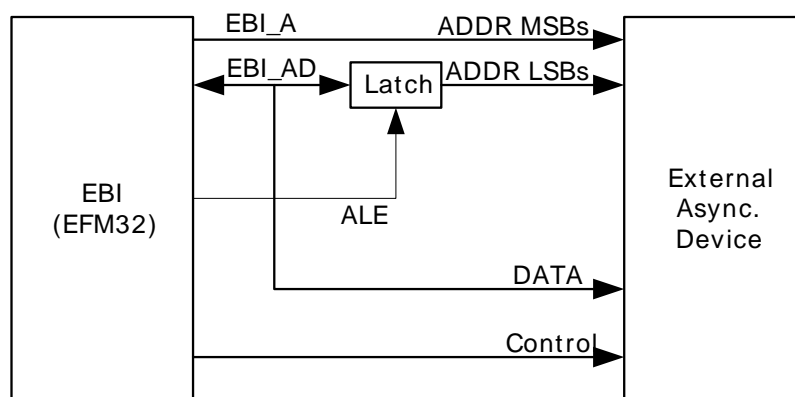 EBI_A ADDR MSBs
EBI_AD ADDR LSBs
Latch
EBI
(EFM32)
External
Async.
Device
ALE
DATA
Control